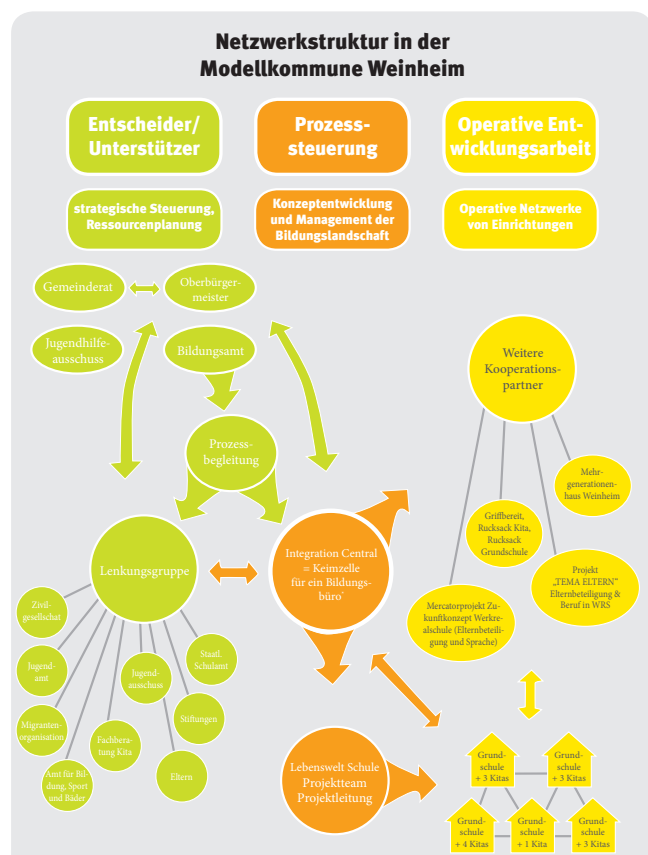 Netzwerkstruktur in der
Modellkommune Weinheim
Entscheider/
Unterstützer
Prozess-
steuerung
Operative Ent-
wicklungsarbeit
strategische Steuerung,
Ressourcenplanung
Konzeptentwicklung
und Management der
Bildungslandschaft
Operative Netzwerke
von Einrichtungen
Gemeinderat
Oberbürger-
meister
Jugendhilfe-
ausschuss
Bildungsamt
Weitere
Kooperations-
partner
Prozess-
begleitung
Mehr-
generationen-
haus Weinheim
Griffbereit,
Rucksack Kita,
Rucksack
Grundschule
Lenkungsgruppe
Integration Central
= Keimzelle
für ein Bildungs-
büro*
Projekt
„TEMA ELTERN"
Elternbeteiligung &
Beruf in WRS
Mercatorprojekt Zu-
kunftkonzept Werkre-
alschule (Elternbeteili-
gung und Sprache)
Zivil-
gesellschat
Staatl.
Schulamt
Jugend-
amt
Jugend-
ausschuss
Stiftungen
Migranten-
organisation
Fachbera-
tung Kita
Amt für Bil-
dung, Sport
und Bäder
Eltern
Lebenswelt Schule
Projektteam
Projektleitung
Grund-
schule
+ 3 Kitas
Grund-
schule
+ 3 Kitas
Grund-
schule
+ 4 Kitas
Grund-
schule
+ 1 Kita
Grund-
schule
+ 3 Kitas